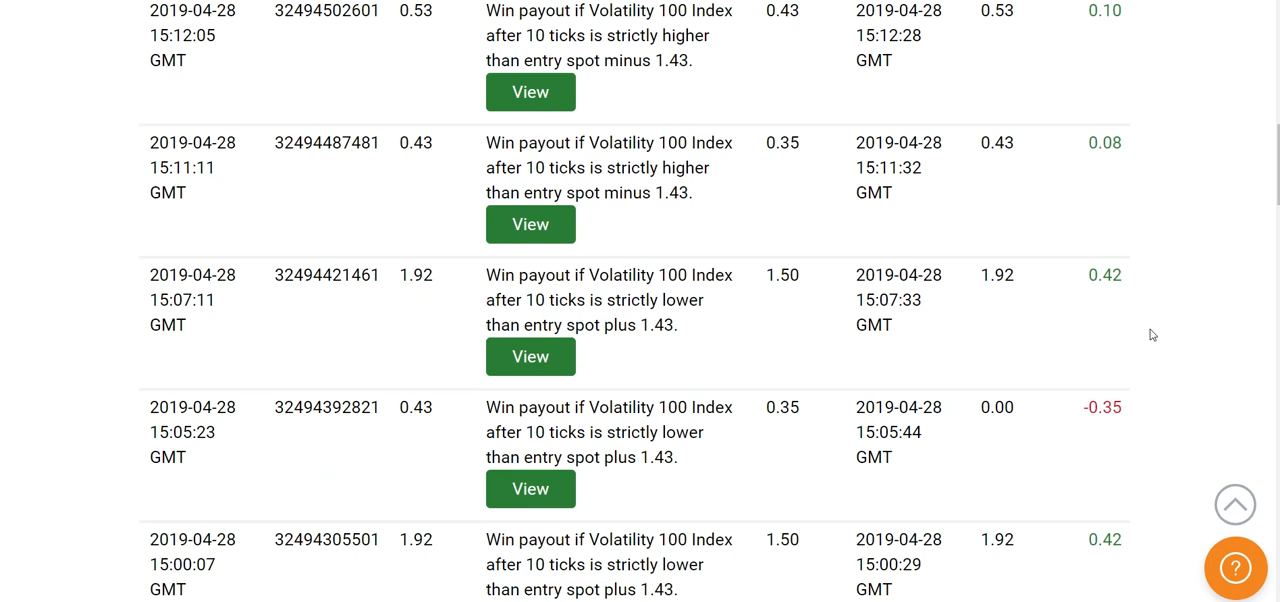 2019-04-28 32494502601 0.53 Win payout if Volatility 100 Index 0.43 2019-04-28 0.53 0.10
15:12:05 after 10 ticks is strictly higher 15:12:28
GMT than entry spot minus 1.43. GMT
View
2019-04-28 32494487481 0.43 Win payout if Volatility 100 Index 0.35 2019-04-28 0.43 0.08
15:11:11 after 10 ticks is strictly higher 15:11:32
GMT than entry spot minus 1.43. GMT
View
2019-04-28 32494421461 1.92 Win payout if Volatility 100 Index 1.50 2019-04-28 1.92 0.42
15:07:11 after 10 ticks is strictly lower 15:07:33
GMT than entry spot plus 1.43. GMT
View
2019-04-28 32494392821 0.43 Win payout if Volatility 100 Index 0.35 2019-04-28 0.00 -0.35
15:05:23 after 10 ticks is strictly lower 15:05:44
GMT than entry spot plus 1.43. GMT
View
2019-04-28 32494305501 1.92 Win payout if Volatility 100 Index 1.50 2019-04-28 1.92 0.42
15:00:07 after 10 ticks is strictly lower 15:00:29
GMT than entry spot plus 1.43. GMT
?